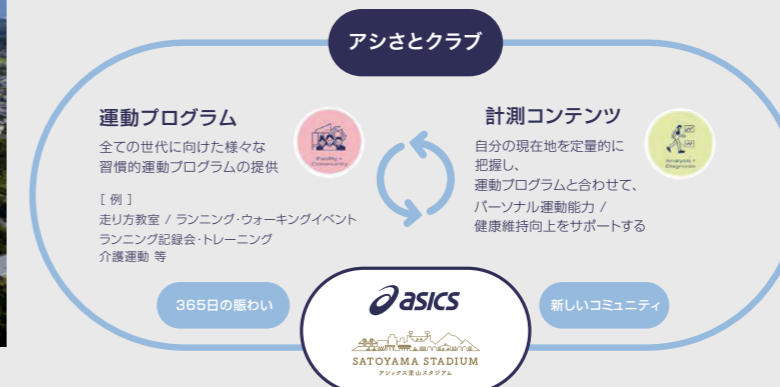 アシさとクラブ
運動プログラム
全ての世代に向けた様々な
習慣的運動プログラムの提供
[ 例 ]
走り方教室 / ランニング・ウォーキングイベント
ランニング記録会・トレーニング
介護運動 等
Facility +
Community
計測コンテンツ
自分の現在地を定量的に
把握し、
運動プログラムと合わせて、
パーソナル運動能力 /
健康維持向上をサポートする
Analysis +
Diagnosis
365日の賑わい
新しいコミュニティ
asics
SATOYAMA STADIUM
アシックス里山スタジアム